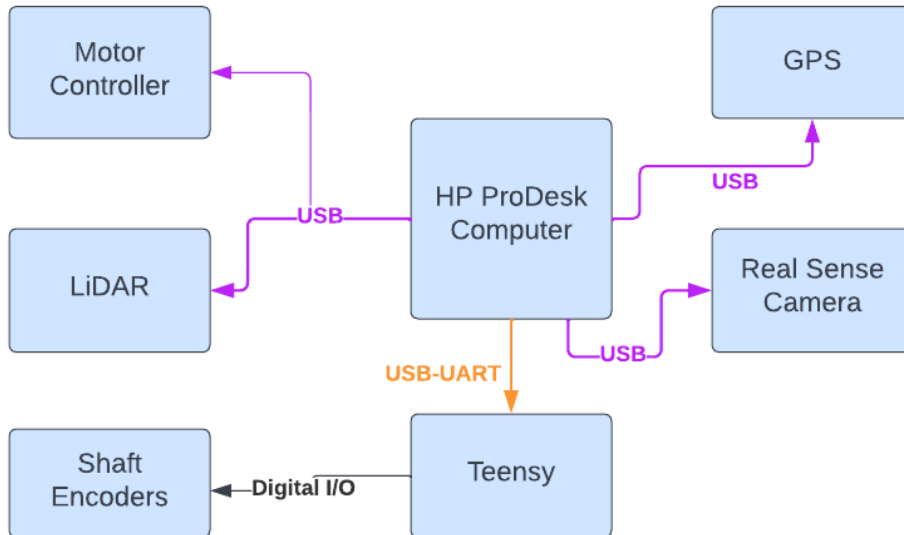 Motor
Controller
GPS
HP ProDesk
Computer
USB
USB
LiDAR
Real Sense
Camera
USB
USB-UART
Shaft
Encoders
Digital I/O
Teensy